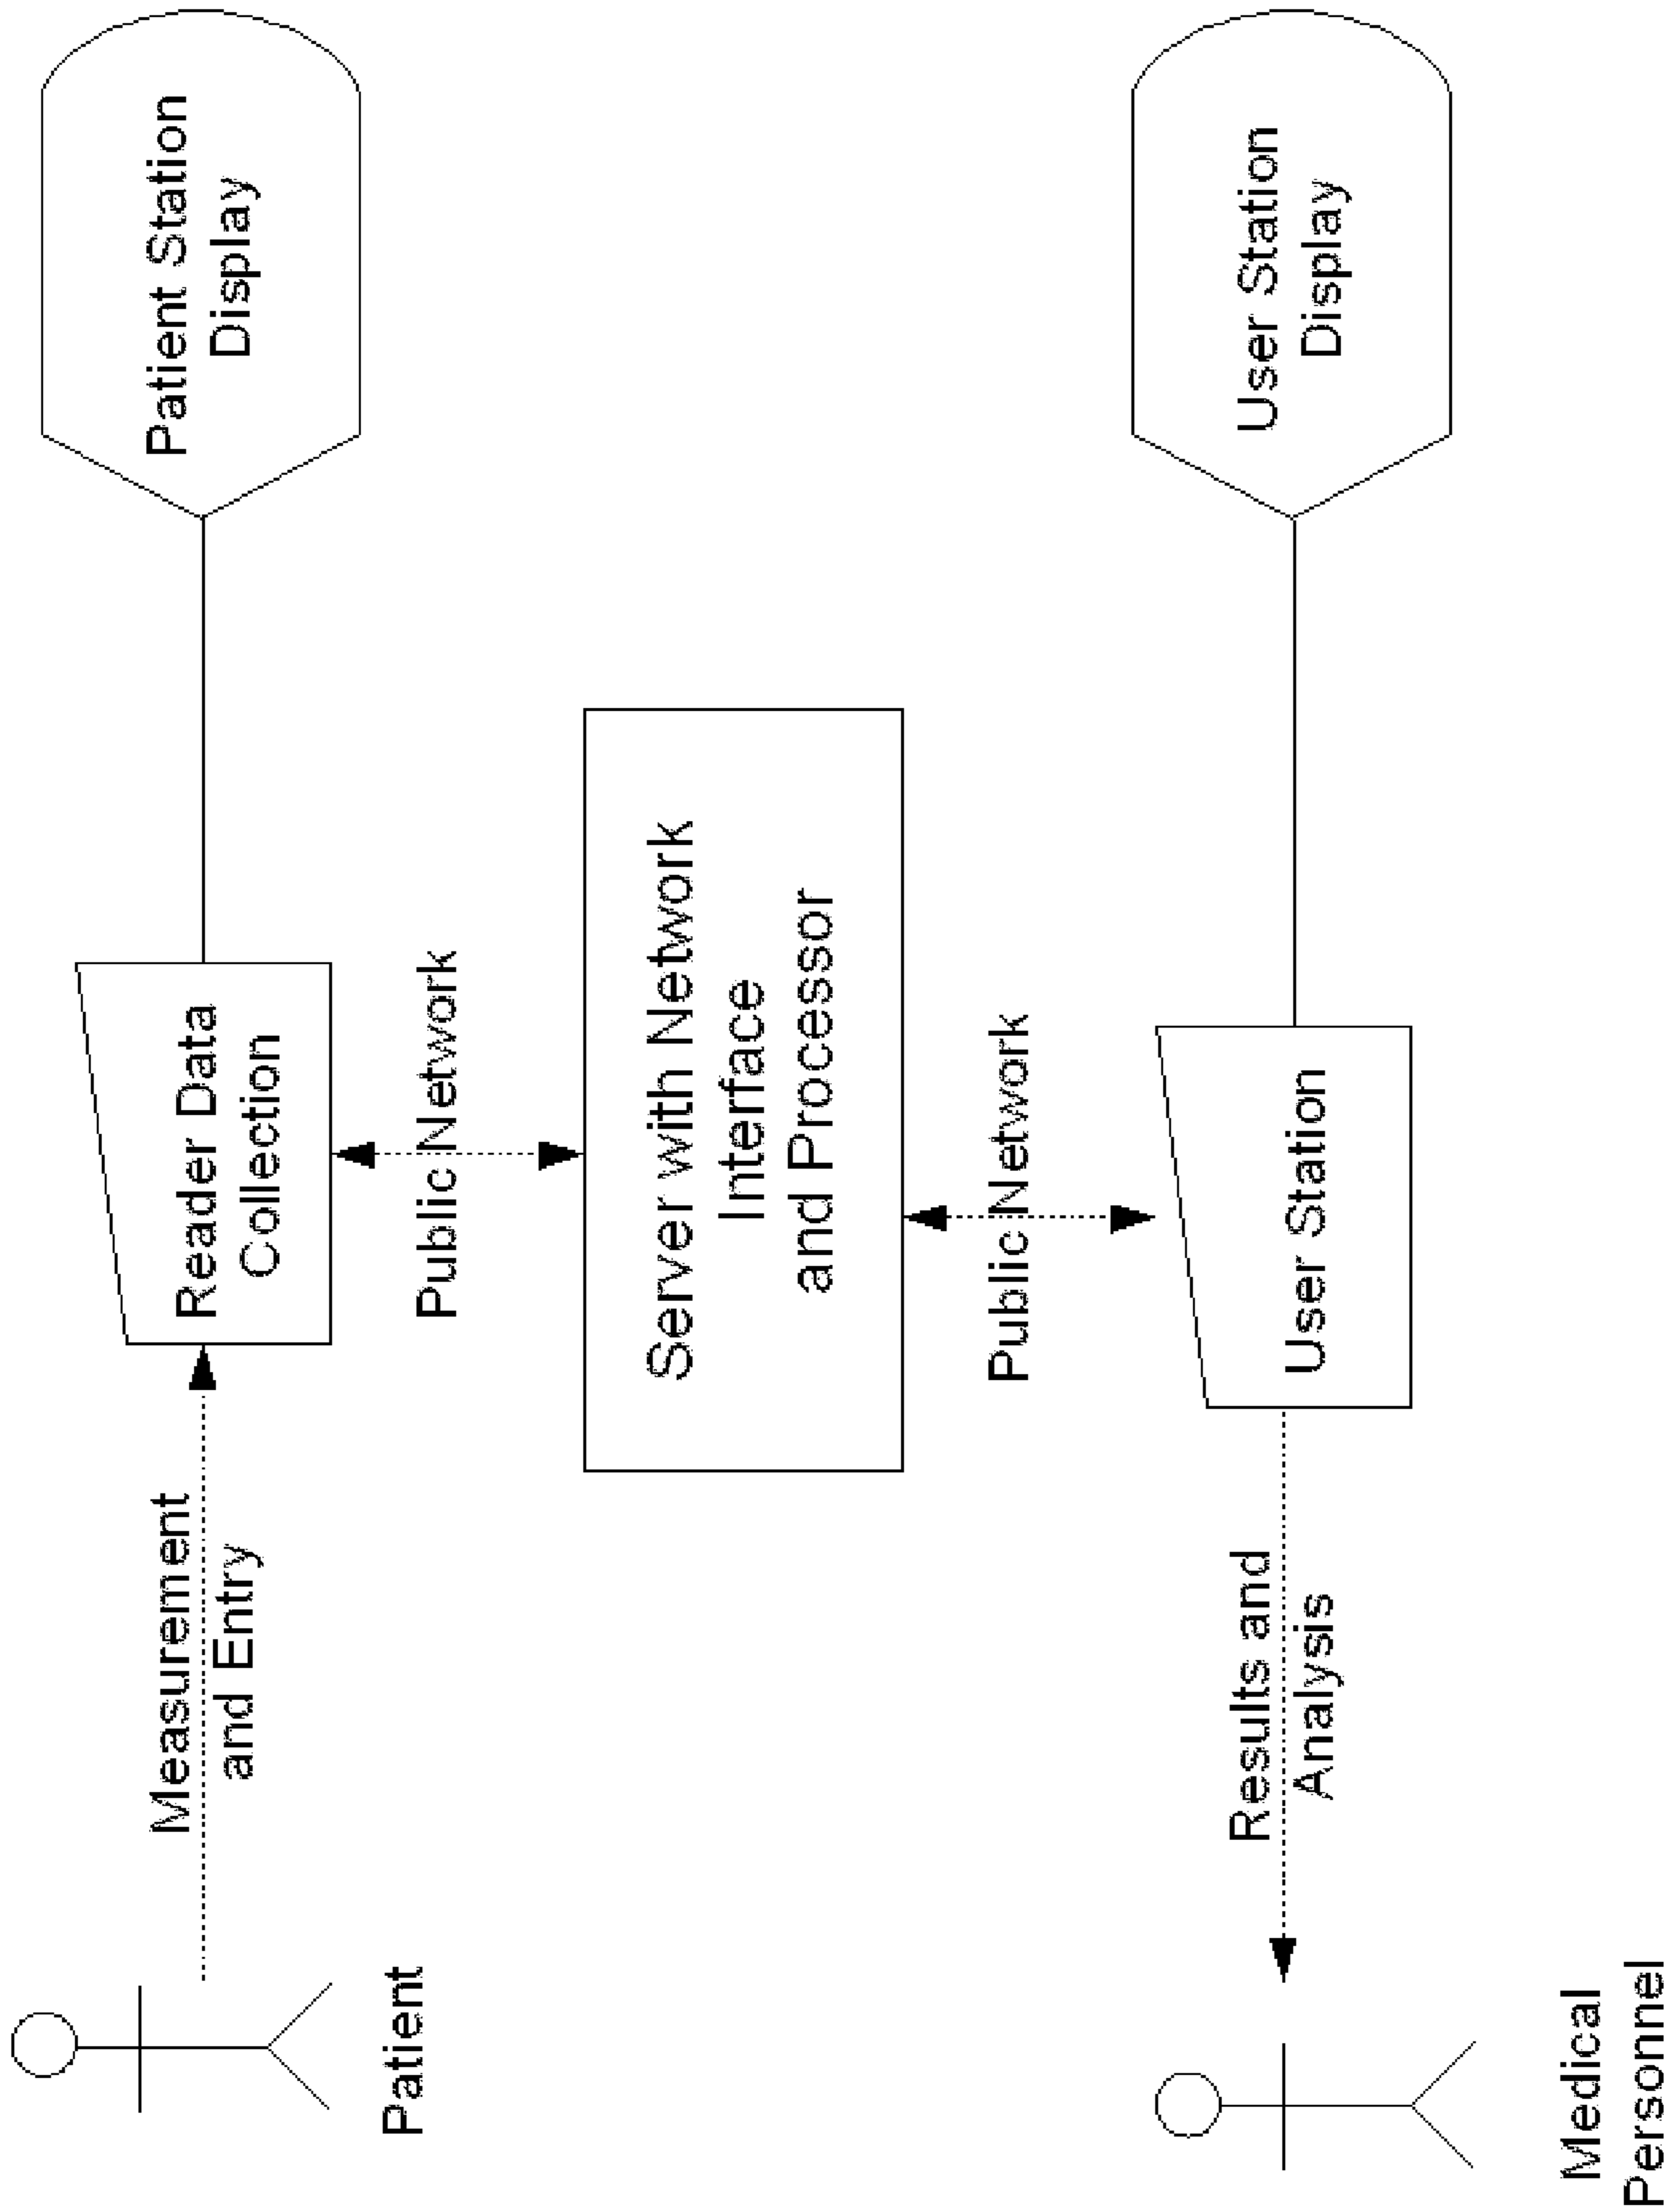 Patient
Measurement
and Entry
Reader Data
Collection
Patient Station
Display
Public Network
Server with Network
Interface
and Processor
Public Network
Medical
Personnel
Results and
Analysis
User Station
User Station
Display